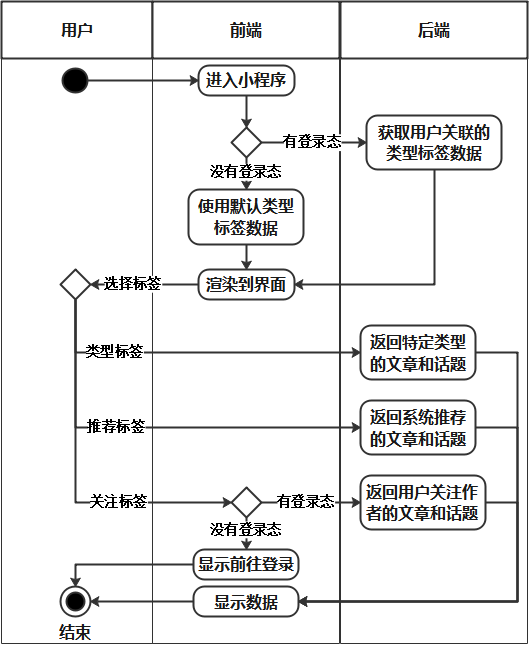 用户
前端
后端
进入小程序
有登录态
获取用户关联的
类型标签数据
没有登录态
使用默认类型
标签数据
选择标签
渲染到界面
类型标签
返回特定类型
的文章和话题
推荐标签
返回系统推荐
的文章和话题
关注标签
有登录态
返回用户关注作
者的文章和话题
没有登录态
显示前往登录
显示数据
结束